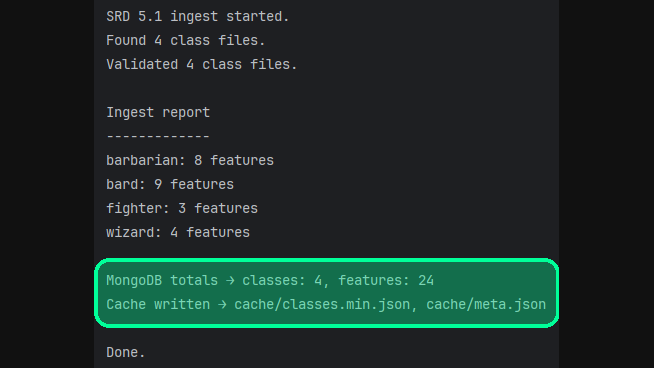 SRD 5.1 ingest started.
Found 4 class files.
Validated 4 class files.
Ingest report
-------------
barbarian: 8 features
bard: 9 features
fighter: 3 features
wizard: 4 features
MongoDB totals → classes: 4, features: 24
Cache written → cache/classes.min.json, cache/meta.json
Done.